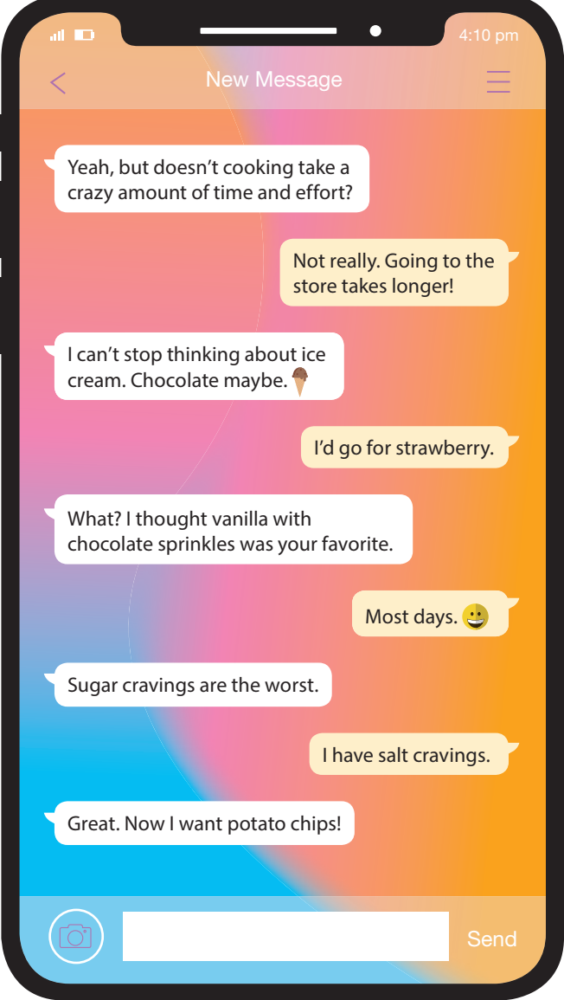 4:10 pm
New Message
Yeah, but doesn’t cooking take a
crazy amount of time and effort?
Not really. Going to the
store takes longer!
I can’t stop thinking about ice
cream. Chocolate maybe.
I’d go for strawberry.
What? I thought vanilla with
chocolate sprinkles was your favorite.
Most days.
Sugar cravings are the worst.
I have salt cravings.
Great. Now I want potato chips!
Send